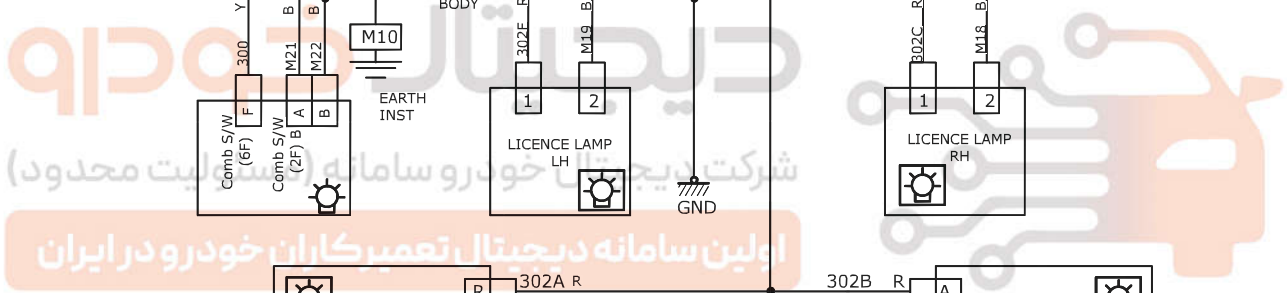 BODY
Y B B R B R B
300 M21 M22 M10 302F M19 302C M18
EARTH
INST
F A B 1 2 1 2
Comb S/W
(6F)
Comb S/W
(2F) B
LICENCE LAMP
LH
LICENCE LAMP
RH
GND
دیجیتال خودرو
شرکت دیجیتال خودرو سامانه (مسئولیت محدود)
اولین سامانه دیجیتال تعمیرکاران خودرو در ایران
R 302A R 302B R A